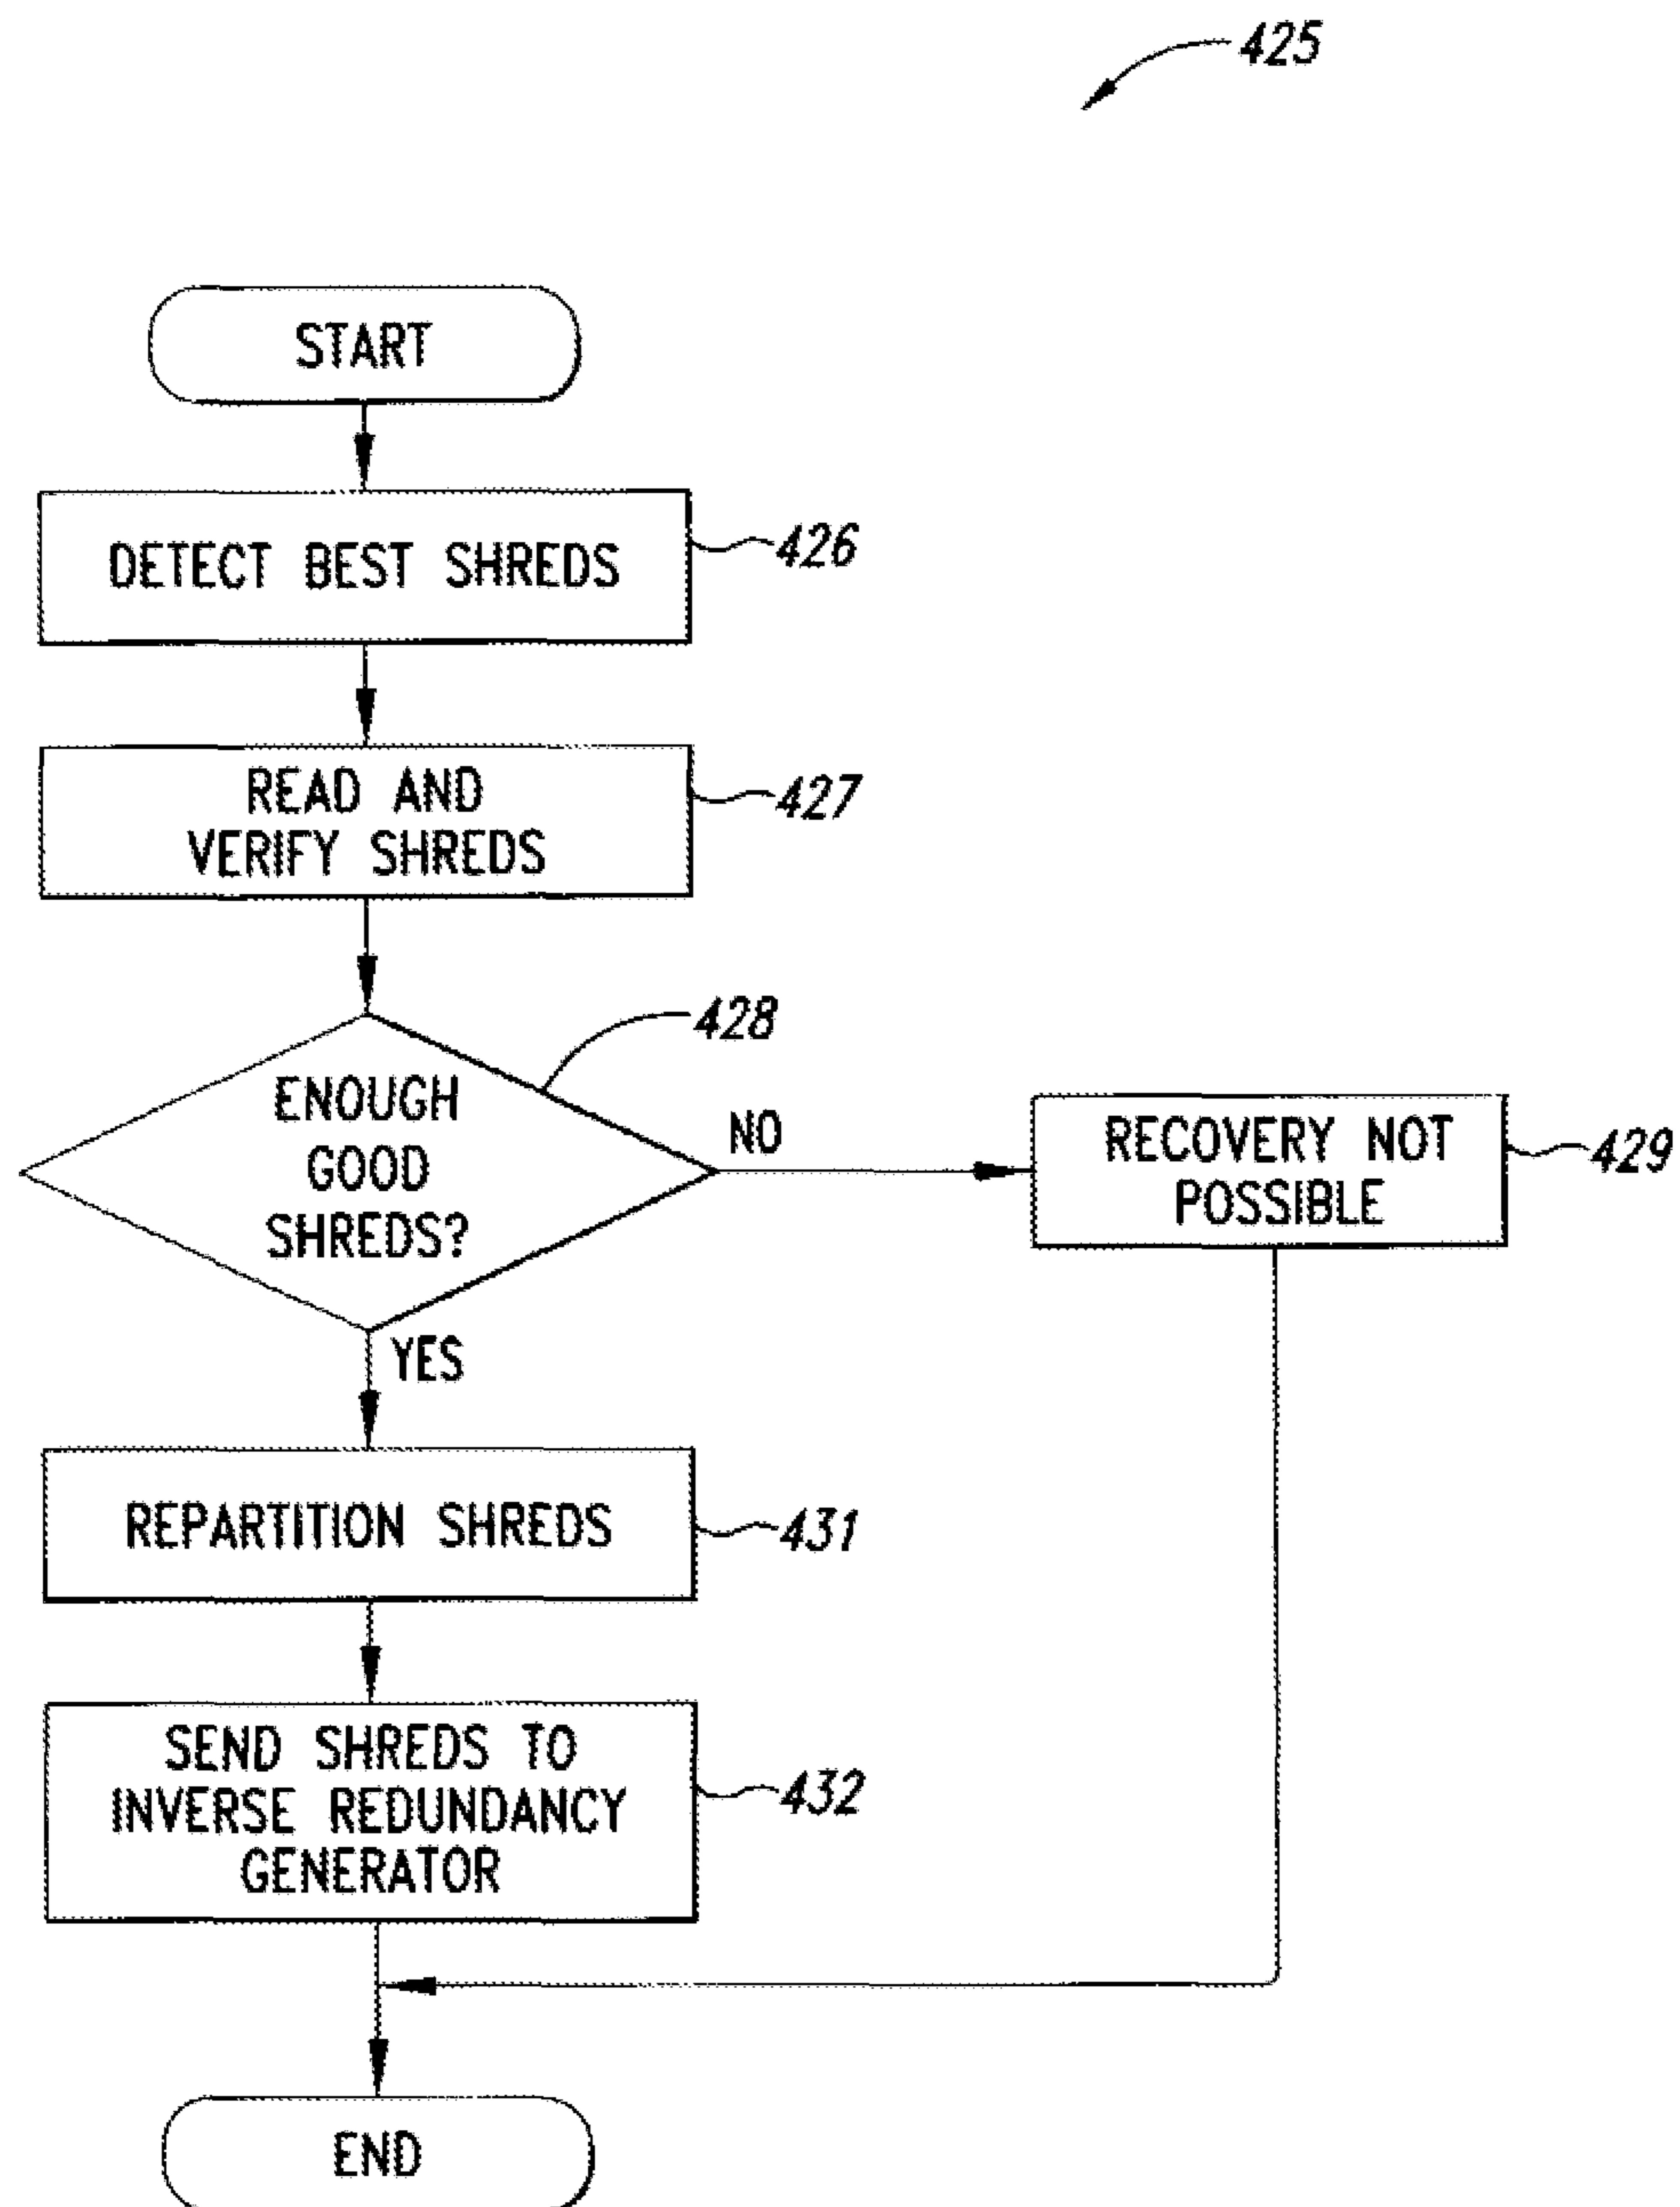 425
START
DETECT BEST SHREDS
426
READ AND
VERIFY SHREDS
427
428
ENOUGH
GOOD
SHREDS?
NO
RECOVERY NOT
POSSIBLE
429
YES
REPARTITION SHREDS
431
SEND SHREDS TO
INVERSE REDUNDANCY
GENERATOR
432
END